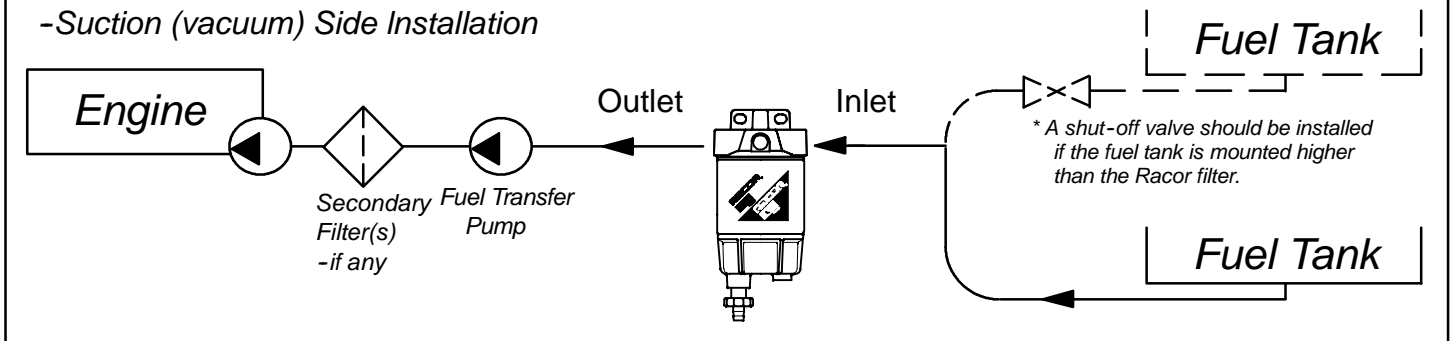 -Suction (vacuum) Side Installation
Fuel Tank
Engine
Outlet
Inlet
* A shut-off valve should be installed
if the fuel tank is mounted higher
than the Racor filter.
Secondary
Filter(s)
-if any
Fuel Transfer
Pump
Fuel Tank